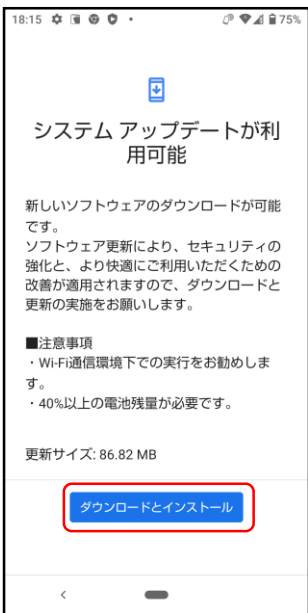 18:15
75%
システム アップデートが利
用可能
新しいソフトウェアのダウンロードが可能
です。
ソフトウェア更新により、セキュリティの
強化と、より快適にご利用いただくための
改善が適用されますので、ダウンロードと
更新の実施をお願いします。
■注意事項
・Wi-Fi通信環境下での実行をお勧めしま
す。
・40%以上の電池残量が必要です。
更新サイズ: 86.82 MB
ダウンロードとインストール